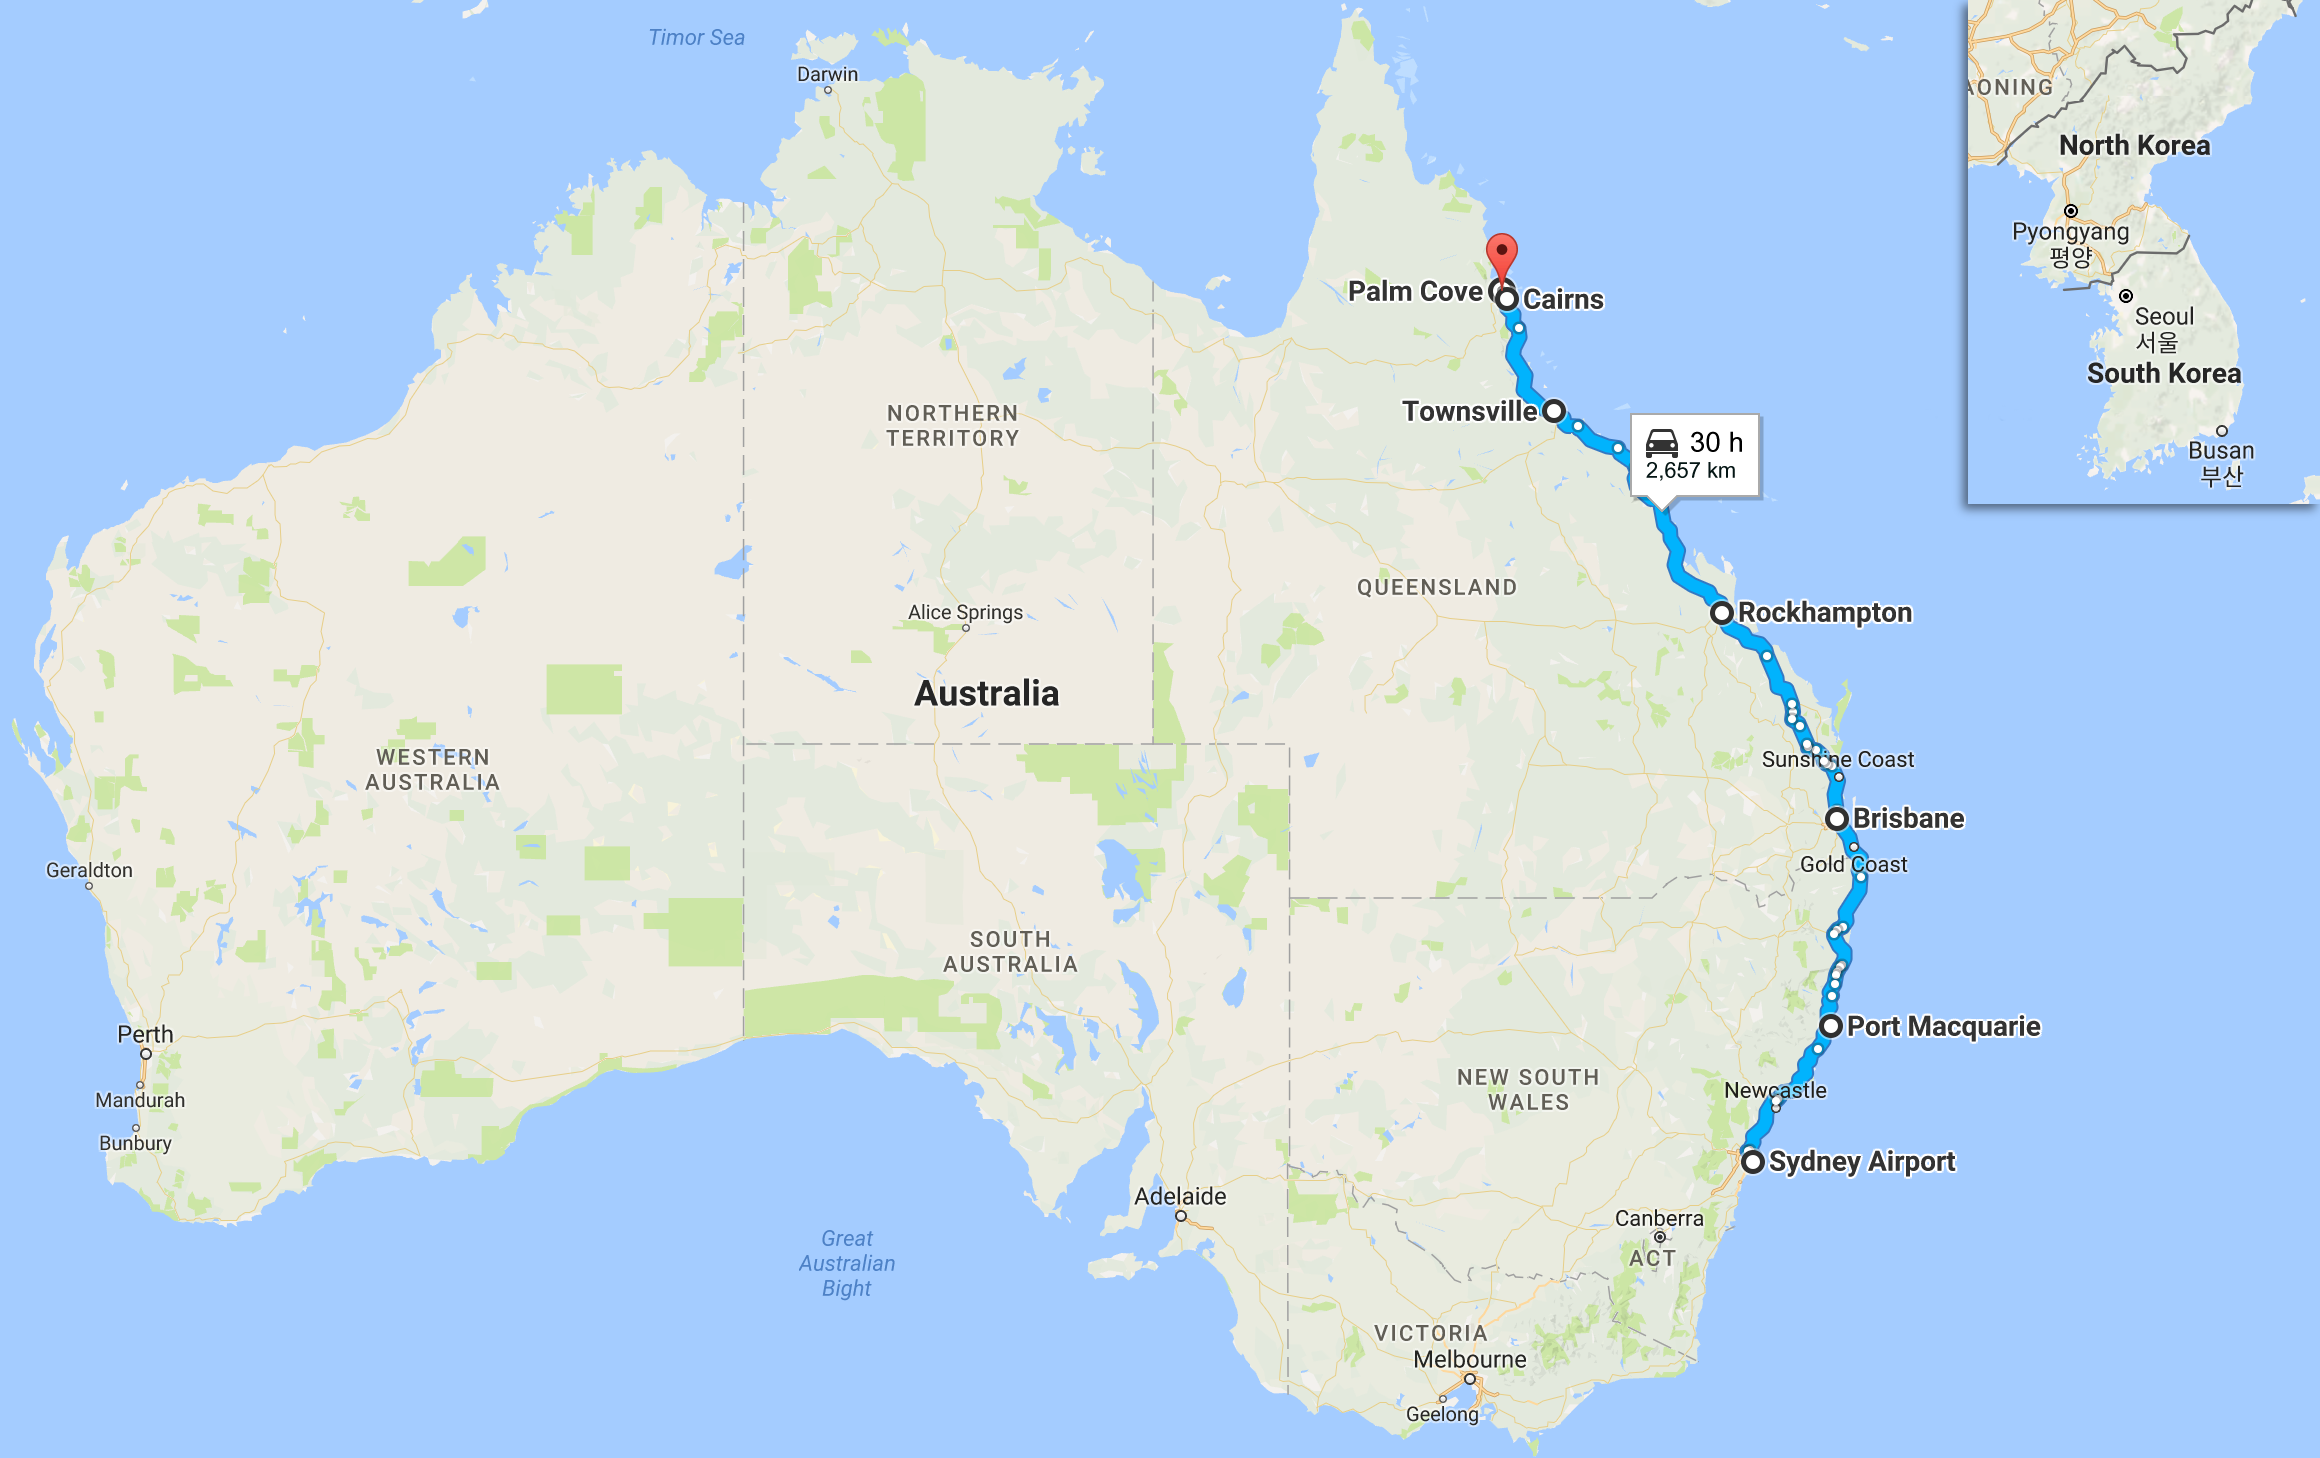 Timor Sea
Darwin
AONING
North Korea
Pyongyang
평양
Seoul
서울
South Korea
Busan
부산
Palm Cove
Cairns
Townsville
30 h
2,657 km
NORTHERN
TERRITORY
QUEENSLAND
Alice Springs
Rockhampton
Australia
WESTERN
AUSTRALIA
Sunshine Coast
Brisbane
Gold Coast
Geraldton
SOUTH
AUSTRALIA
Perth
Port Macquarie
Mandurah
NEW SOUTH
WALES
Newcastle
Bunbury
Sydney Airport
Adelaide
Canberra
ACT
Great
Australian
Bight
VICTORIA
Melbourne
Geelong